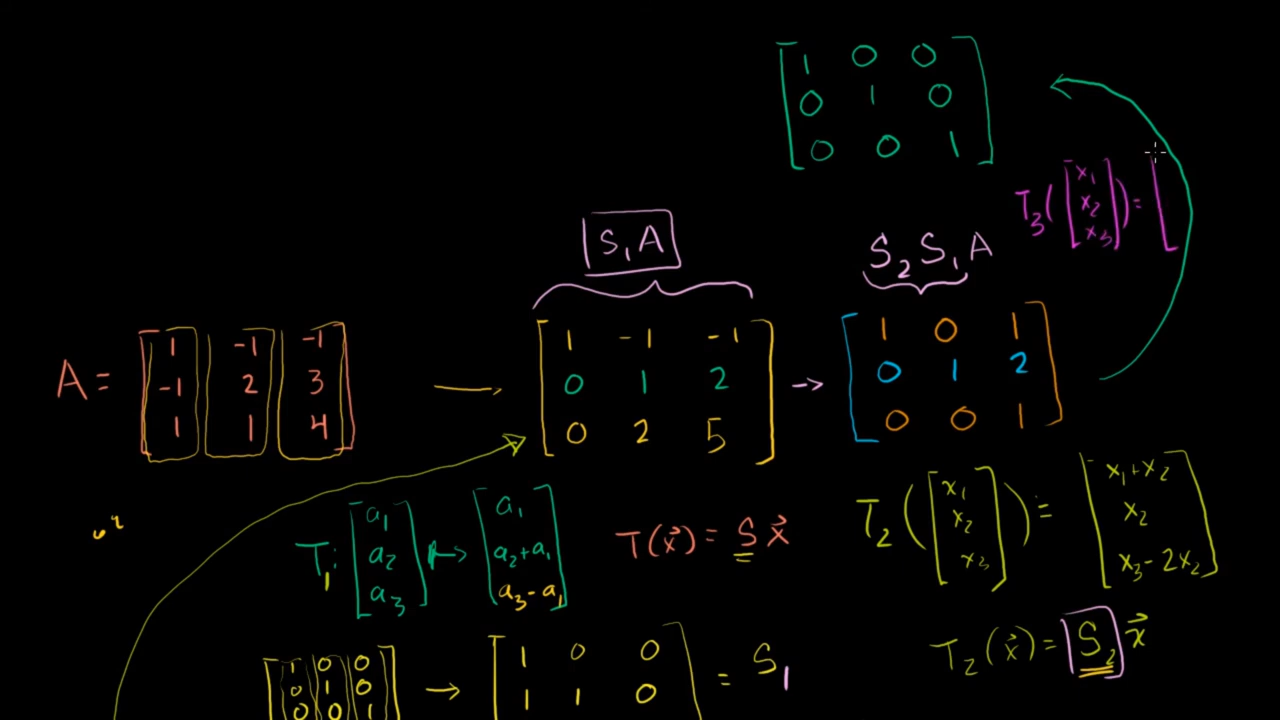 1 0 0
0 1 0
0 0 1
T₃([x₁ x₂ x₃]) = [
S₁A
S₂S₁A
A = [1 -1 -1
-1 2 3
1 1 4]
→
[1 -1 -1
0 1 2
0 2 5]
→
[1 0 1
0 1 2
0 0 1]
T₁: [a₁ a₂ a₃] ↦ [a₁ a₂+a₁ a₃-a₁]
T(x⃗) = Sx⃗
T₂([x₁ x₂ x₃]) = [x₁+x₂ x₂ x₃-2x₂]
T₂(x⃗) = S₂x⃗
[1 0 0
0 1 0
0 0 1]
→
[1 0 0
1 1 0
= S₁